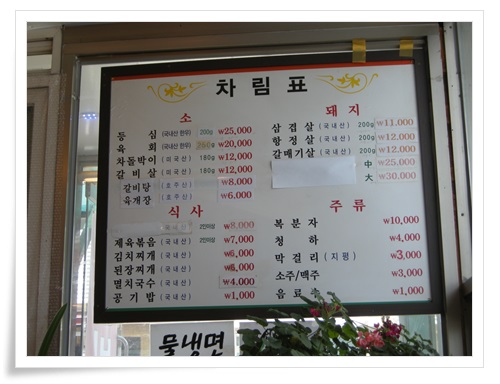 차림표
소
등심 (국내산 한우) 200g ₩25,000
육회 (국내산 한우) ₩20,000
차돌박이 (외국산) 180g ₩12,000
갈비살 (외국산) 180g ₩12,000
갈비탕 (호주산) ₩8,000
육개장 (호주산) ₩6,000
돼지
삼겹살 (국내산) 200g ₩11,000
항정살 (국내산) 200g ₩12,000
갈매기살 (국내산) 200g ₩12,000
中 ₩25,000
大 ₩30,000
식사
(국내산) 2인이상 ₩8,000
제육볶음 (국내산) 2인이상 ₩7,000
김치찌개 (국내산) ₩6,000
된장찌개 (국내산) ₩6,000
멸치국수 (국내산) ₩4,000
공기밥 (국내산) ₩1,000
주류
복분자 ₩10,000
청하 ₩4,000
막걸리 (지평) ₩3,000
소주/맥주 ₩3,000
음료수 ₩1,000
물냉면